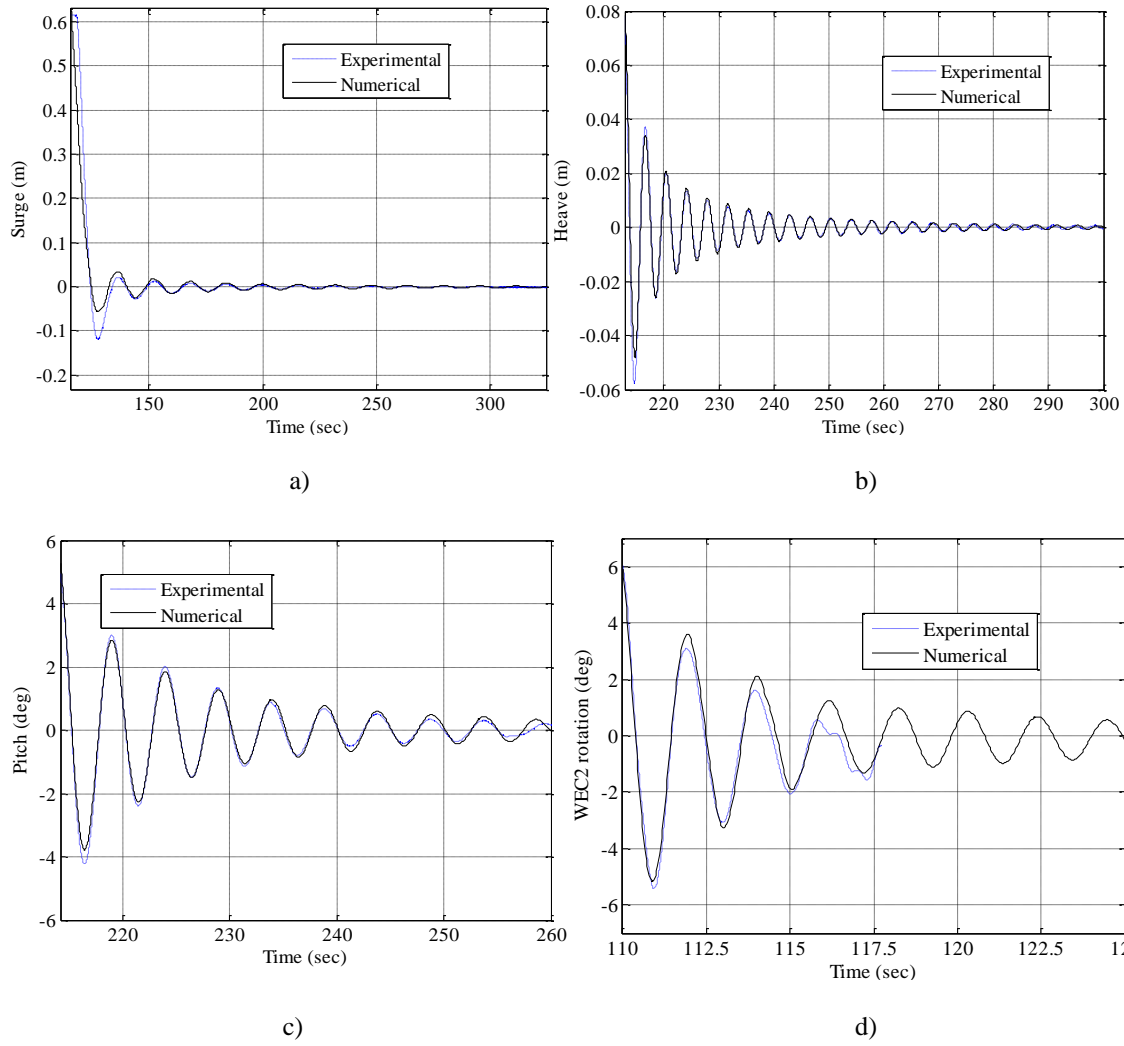 0.6
0.5
0.4
0.3
0.2
0.1
0
-0.1
-0.2
Surge (m)
Experimental
Numerical
150 200 250 300
Time (sec)
a)
0.08
0.06
0.04
0.02
0
-0.02
-0.04
-0.06
Heave (m)
Experimental
Numerical
220 230 240 250 260 270 280 290 300
Time (sec)
b)
6
4
2
0
-2
-4
-6
Pitch (deg)
Experimental
Numerical
220 230 240 250 260
Time (sec)
c)
6
4
2
0
-2
-4
-6
WEC2 rotation (deg)
Experimental
Numerical
110 112.5 115 117.5 120 122.5
Time (sec)
d)